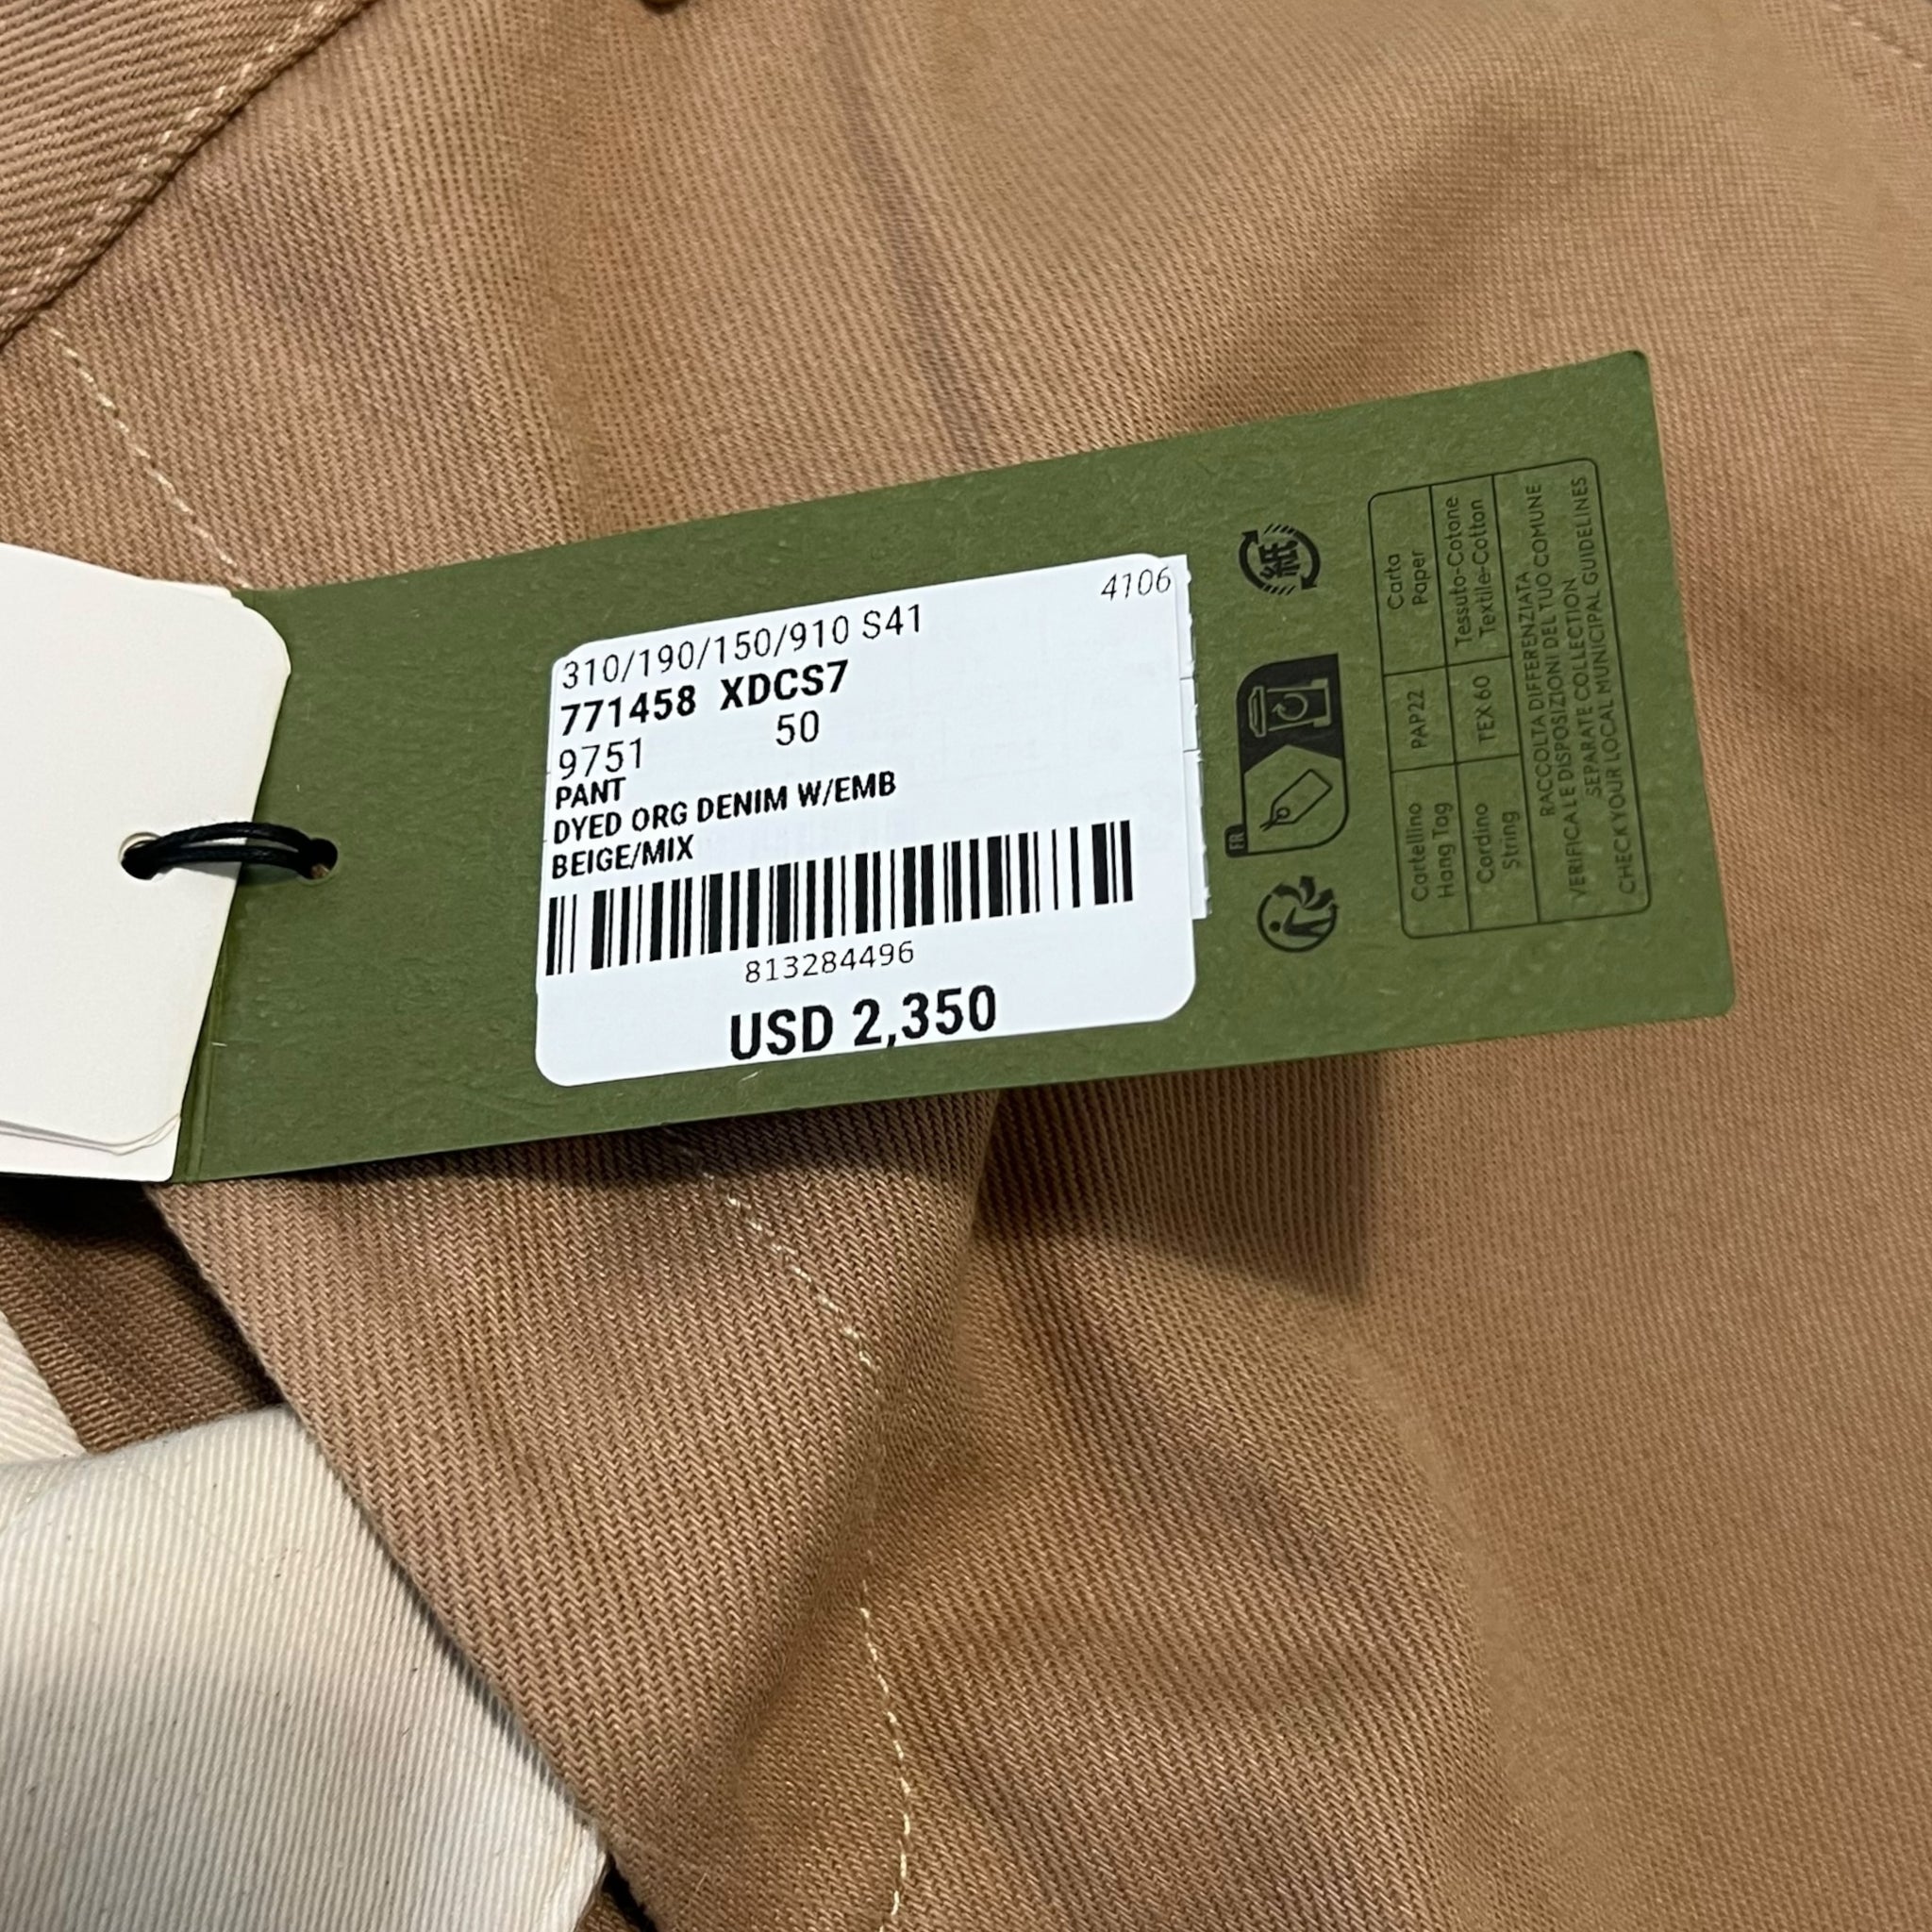 4106
310/190/150/910 S41
771458 XDCS7
9751 50
PANT
DYED ORG DENIM W/EMB
BEIGE/MIX
813284496
USD 2,350
紙
FR
Cartellino
Hang Tag
PAP22
Carta
Paper
Cordino
String
TEX 60
Tessuto-Cotone
Textile-Cotton
RACCOLTA DIFFERENZIATA
VERIFICA LE DISPOSIZIONI DEL TUO COMUNE
SEPARATE COLLECTION
CHECK YOUR LOCAL MUNICIPAL GUIDELINES